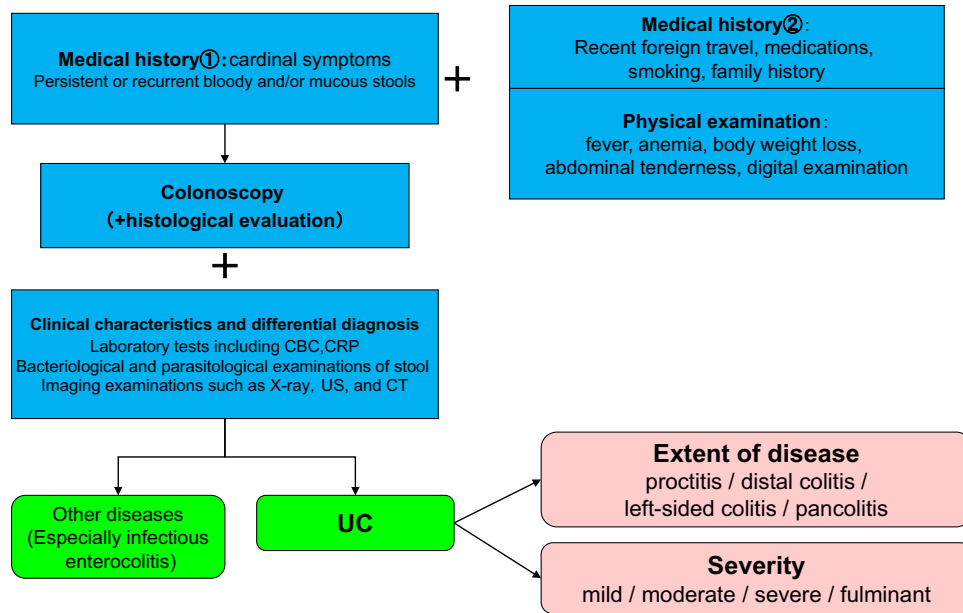 Medical history①：cardinal symptoms
Persistent or recurrent bloody and/or mucous stools
+
Medical history②：
Recent foreign travel, medications,
smoking, family history
Physical examination：
fever, anemia, body weight loss,
abdominal tenderness, digital examination
Colonoscopy
（+histological evaluation）
+
Clinical characteristics and differential diagnosis
Laboratory tests including CBC,CRP
Bacteriological and parasitological examinations of stool
Imaging examinations such as X-ray, US, and CT
Other diseases
(Especially infectious
enterocolitis)
UC
Extent of disease
proctitis / distal colitis /
left-sided colitis / pancolitis
Severity
mild / moderate / severe / fulminant